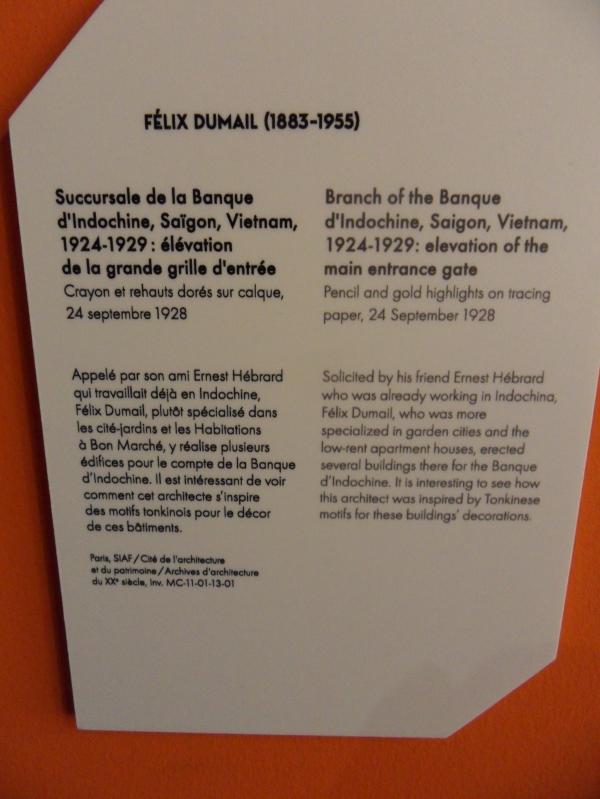 FÉLIX DUMAIL (1883-1955)
Succursale de la Banque
d'Indochine, Saïgon, Vietnam,
1924-1929 : élévation
de la grande grille d'entrée
Crayon et rehauts dorés sur calque,
24 septembre 1928
Appelé par son ami Ernest Hébrard
qui travaillait déjà en Indochine,
Félix Dumail, plutôt spécialisé dans
les cité-jardins et les Habitations
à Bon Marché, y réalise plusieurs
édifices pour le compte de la Banque
d'Indochine. Il est intéressant de voir
comment cet architecte s'inspire
des motifs tonkinois pour le décor
de ces bâtiments.
Paris, SIAF / Cité de l'architecture
et du patrimoine / Archives d'architecture
du XXe siècle, inv. MC-11-01-13-01
Branch of the Banque
d'Indochine, Saigon, Vietnam,
1924-1929: elevation of the
main entrance gate
Pencil and gold highlights on tracing
paper, 24 September 1928
Solicited by his friend Ernest Hébrard
who was already working in Indochina,
Félix Dumail, who was more
specialized in garden cities and the
low-rent apartment houses, erected
several buildings there for the Banque
d'Indochine. It is interesting to see how
this architect was inspired by Tonkinese
motifs for these buildings' decorations.